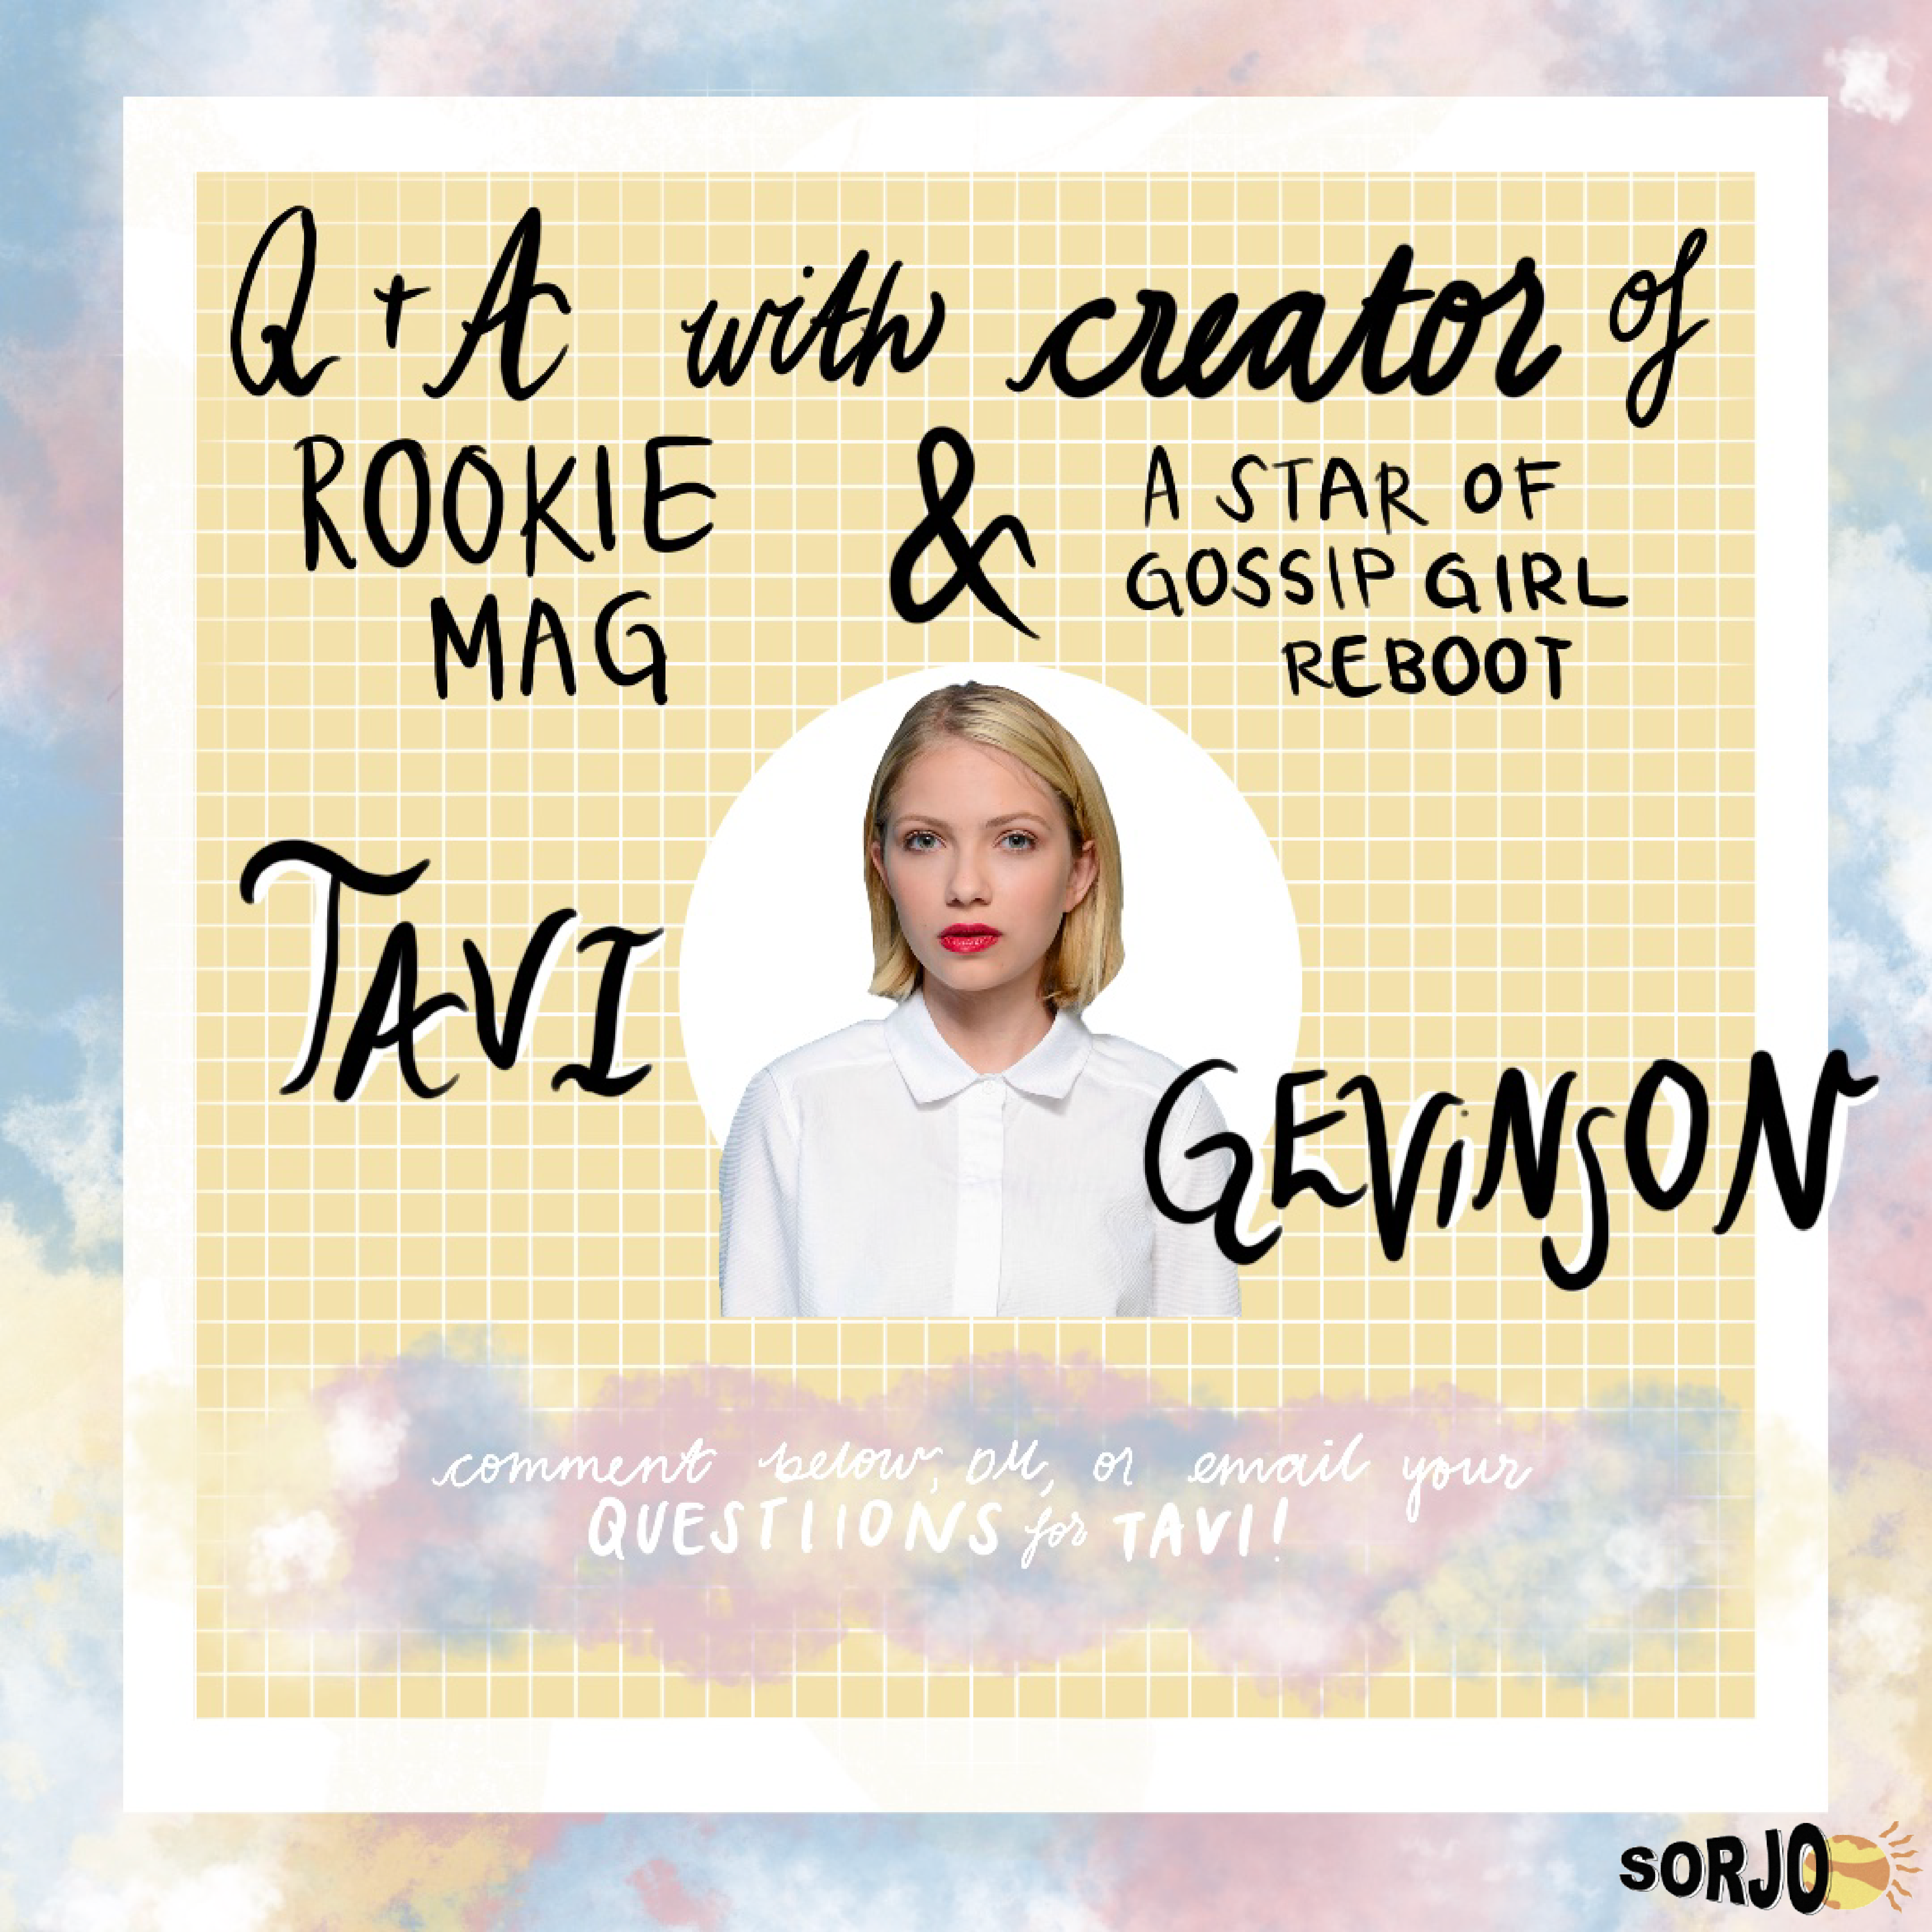 Q + A with creator of
ROOKIE MAG
&
A STAR OF
GOSSIP GIRL
REBOOT
TAVI
GEViNSON
comment below, DM, or email your
QUESTIIONS for TAVI!
SORJO